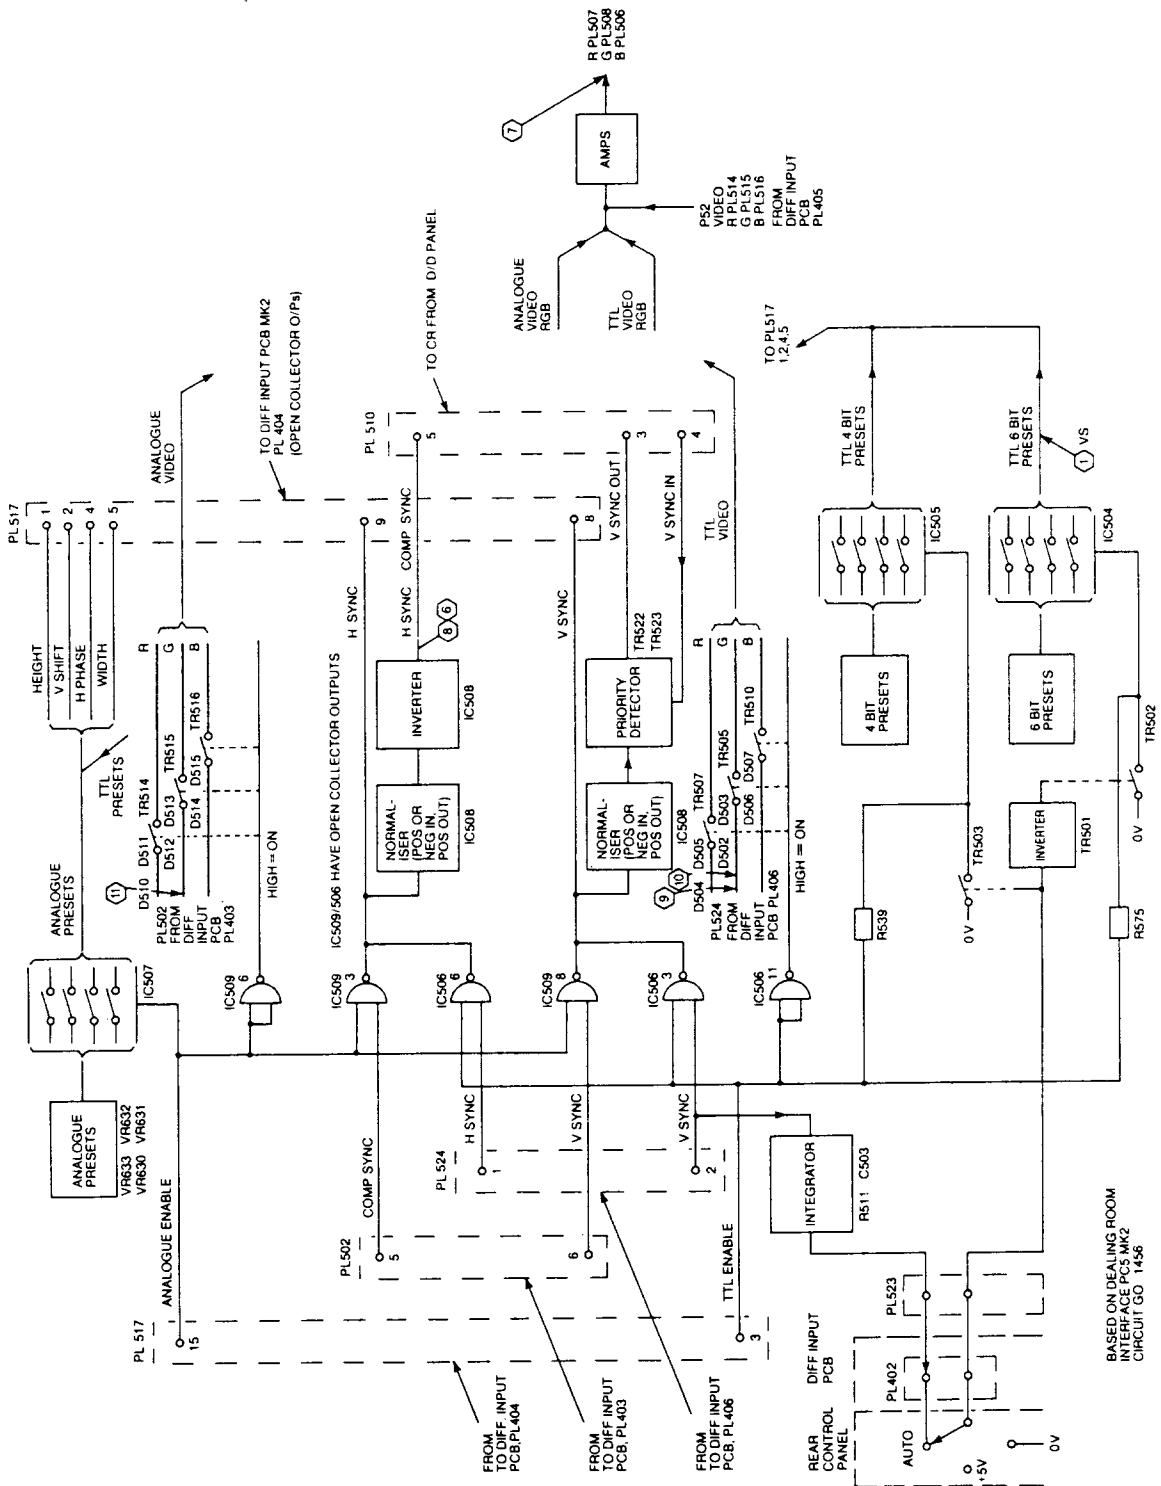 PL 517
15
ANALOGUE ENABLE
3
TTL ENABLE
FROM
TO DIFF. INPUT
PCB,PL404
FROM
TO DIFF INPUT
PCB, PL403
FROM
TO DIFF INPUT
PCB, PL406
PL502
5
COMP SYNC
6
V SYNC
PL 524
1
H SYNC
2
V SYNC
INTEGRATOR
R511 C503
REAR
CONTROL
PANEL
DIFF INPUT
PCB
PL402
PL523
AUTO
+5V
0V
BASED ON DEALING ROOM
INTERFACE PC5 MK2
CIRCUIT GO 1456
ANALOGUE
PRESETS
VR633 VR632
VR630 VR631
IC507
ANALOGUE
PRESETS
TTL
PRESETS
HEIGHT
V SHIFT
H PHASE
WIDTH
PL517
1
2
4
5
IC509
6
HIGH = ON
11
D510
D511
D512
D513
D514
D515
TR514
TR515
TR516
PL502
FROM
DIFF
INPUT
PCB
PL403
R
G
B
ANALOGUE
VIDEO
TO DIFF INPUT PCB MK2
PL 404
(OPEN COLLECTOR O/Ps)
IC509
3
IC509/506 HAVE OPEN COLLECTOR OUTPUTS
H SYNC
9
IC506
6
NORMAL-
ISER
(POS OR
NEG IN,
POS OUT)
IC508
INVERTER
IC508
8
6
H SYNC
COMP SYNC
PL 510
5
TO CR FROM D/D PANEL
IC509
8
V SYNC
8
IC506
3
NORMAL-
ISER
(POS OR
NEG IN,
POS OUT)
IC508
PRIORITY
DETECTOR
TR522
TR523
V SYNC OUT
3
V SYNC IN
4
IC506
11
HIGH = ON
9
10
D504
D505
D502
D503
D506
D507
TR507
TR505
TR510
PL524
FROM
DIFF
INPUT
PCB PL406
R
G
B
TTL
VIDEO
ANALOGUE
VIDEO
RGB
TTL
VIDEO
RGB
P52
VIDEO
R PL514
G PL515
B PL516
FROM
DIFF INPUT
PCB
PL405
AMPS
7
R PL507
G PL508
B PL506
R539
R575
0V
TR503
INVERTER
TR501
0V
TR502
4 BIT
PRESETS
IC505
TTL 4 BIT
PRESETS
6 BIT
PRESETS
IC504
TTL 6 BIT
PRESETS
1 VS
TO PL517
1,2,4,5